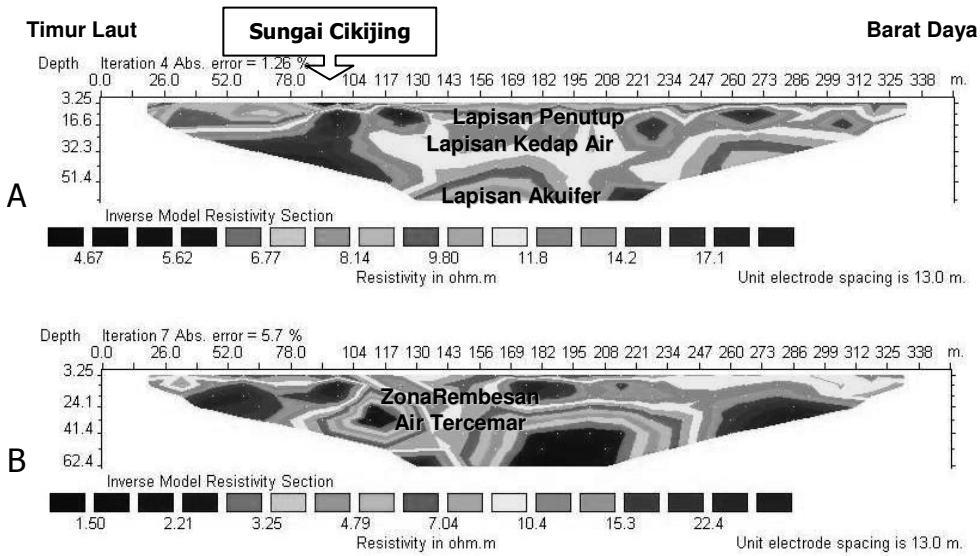 Timur Laut Sungai Cikijing Barat Daya
Depth Iteration 4 Abs. error = 1.26 %
0.0 26.0 52.0 78.0 104 117 130 143 156 169 182 195 208 221 234 247 260 273 286 299 312 325 338 m.
3.25
16.6
32.3
51.4
Lapisan Penutup
Lapisan Kedap Air
Lapisan Akuifer
A
Inverse Model Resistivity Section
4.67 5.62 6.77 8.14 9.80 11.8 14.2 17.1
Resistivity in ohm.m Unit electrode spacing is 13.0 m.
Depth Iteration 7 Abs. error = 5.7 %
0.0 26.0 52.0 78.0 104 117 130 143 156 169 182 195 208 221 234 247 260 273 286 299 312 325 338 m.
3.25
24.1
41.4
62.4
ZonaRembesan
Air Tercemar
B
Inverse Model Resistivity Section
1.50 2.21 3.25 4.79 7.04 10.4 15.3 22.4
Resistivity in ohm.m Unit electrode spacing is 13.0 m.